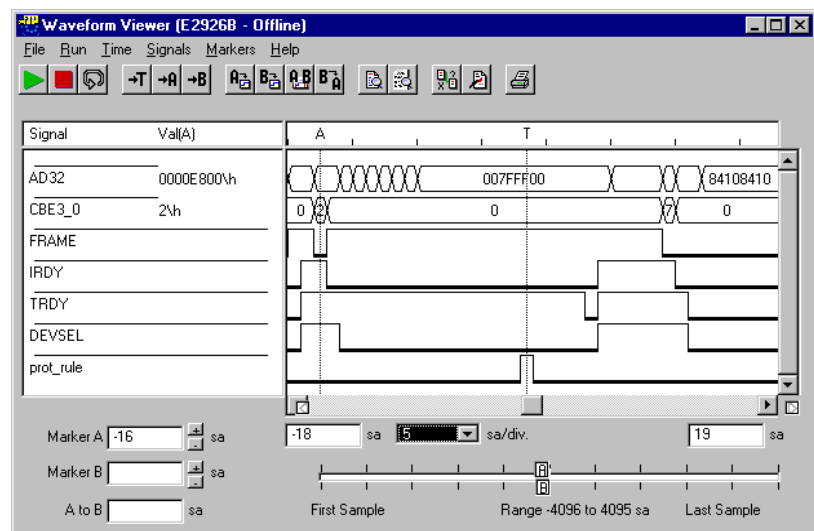 Waveform Viewer (E2926B - Offline)
File Run Time Signals Markers Help
→T →A →B A B A,B B A
Signal Val(A) A T
AD32 0000E800\h 007FFF00 84108410
CBE3_0 2\h 0 2 0 7 0
FRAME
IRDY
TRDY
DEVSEL
prot_rule
Marker A -16 sa -18 sa 5 sa/div. 19 sa
Marker B sa A
B
A to B sa First Sample Range -4096 to 4095 sa Last Sample